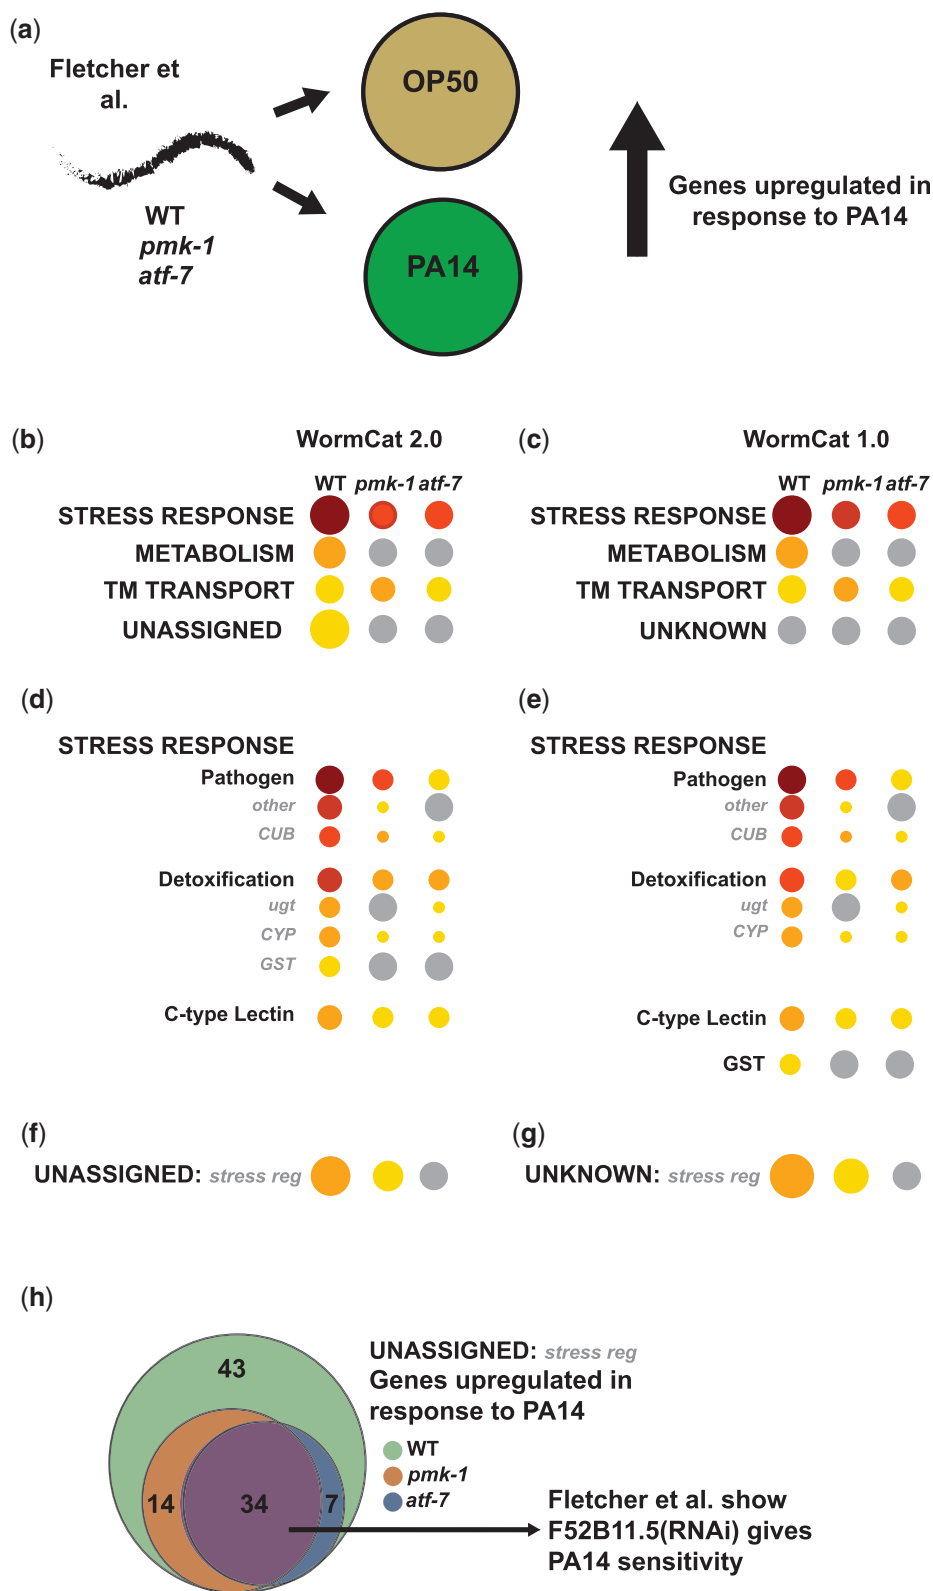 (a)
Fletcher et
al.
WT
pmk-1
atf-7
OP50
PA14
Genes upregulated in
response to PA14
(b)
WormCat 2.0
WT pmk-1 atf-7
STRESS RESPONSE
METABOLISM
TM TRANSPORT
UNASSIGNED
(c)
WormCat 1.0
WT pmk-1 atf-7
STRESS RESPONSE
METABOLISM
TM TRANSPORT
UNKNOWN
(d)
STRESS RESPONSE
Pathogen
other
CUB
Detoxification
ugt
CYP
GST
C-type Lectin
(e)
STRESS RESPONSE
Pathogen
other
CUB
Detoxification
ugt
CYP
C-type Lectin
GST
(f)
UNASSIGNED: stress reg
(g)
UNKNOWN: stress reg
(h)
43
14
34
7
UNASSIGNED: stress reg
Genes upregulated in
response to PA14
WT
pmk-1
atf-7
Fletcher et al. show
F52B11.5(RNAi) gives
PA14 sensitivity